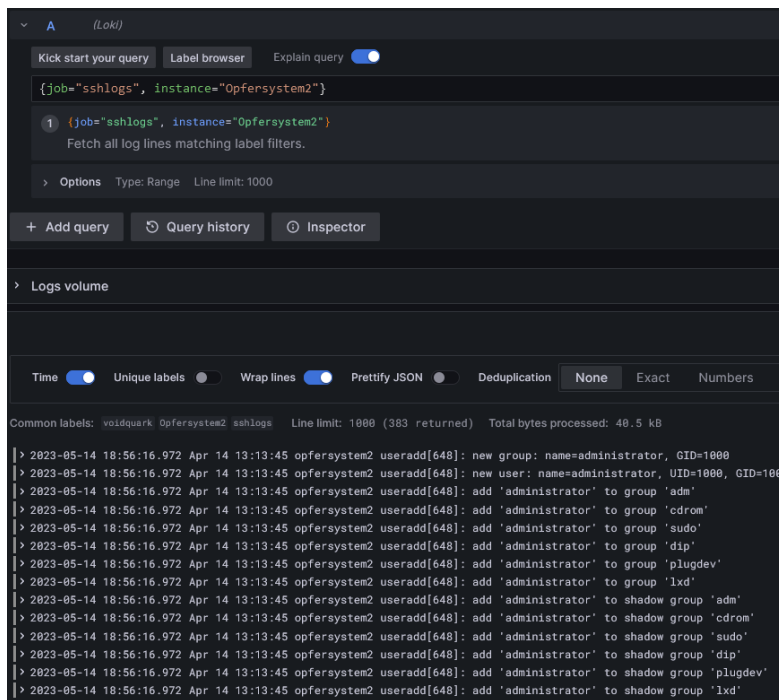 A (Loki)
Kick start your query Label browser Explain query
{job="sshlogs", instance="Opfersystem2"}
1 {job="sshlogs", instance="Opfersystem2"}
Fetch all log lines matching label filters.
> Options Type: Range Line limit: 1000
+ Add query Query history Inspector
> Logs volume
Time Unique labels Wrap lines Prettify JSON Deduplication None Exact Numbers
Common labels: voidquark Opfersystem2 sshlogs Line limit: 1000 (383 returned) Total bytes processed: 40.5 kB
> 2023-05-14 18:56:16.972 Apr 14 13:13:45 opfersystem2 useradd[648]: new group: name=administrator, GID=1000
> 2023-05-14 18:56:16.972 Apr 14 13:13:45 opfersystem2 useradd[648]: new user: name=administrator, UID=1000, GID=100
> 2023-05-14 18:56:16.972 Apr 14 13:13:45 opfersystem2 useradd[648]: add 'administrator' to group 'adm'
> 2023-05-14 18:56:16.972 Apr 14 13:13:45 opfersystem2 useradd[648]: add 'administrator' to group 'cdrom'
> 2023-05-14 18:56:16.972 Apr 14 13:13:45 opfersystem2 useradd[648]: add 'administrator' to group 'sudo'
> 2023-05-14 18:56:16.972 Apr 14 13:13:45 opfersystem2 useradd[648]: add 'administrator' to group 'dip'
> 2023-05-14 18:56:16.972 Apr 14 13:13:45 opfersystem2 useradd[648]: add 'administrator' to group 'plugdev'
> 2023-05-14 18:56:16.972 Apr 14 13:13:45 opfersystem2 useradd[648]: add 'administrator' to group 'lxd'
> 2023-05-14 18:56:16.972 Apr 14 13:13:45 opfersystem2 useradd[648]: add 'administrator' to shadow group 'adm'
> 2023-05-14 18:56:16.972 Apr 14 13:13:45 opfersystem2 useradd[648]: add 'administrator' to shadow group 'cdrom'
> 2023-05-14 18:56:16.972 Apr 14 13:13:45 opfersystem2 useradd[648]: add 'administrator' to shadow group 'sudo'
> 2023-05-14 18:56:16.972 Apr 14 13:13:45 opfersystem2 useradd[648]: add 'administrator' to shadow group 'dip'
> 2023-05-14 18:56:16.972 Apr 14 13:13:45 opfersystem2 useradd[648]: add 'administrator' to shadow group 'plugdev'
> 2023-05-14 18:56:16.972 Apr 14 13:13:45 opfersystem2 useradd[648]: add 'administrator' to shadow group 'lxd'